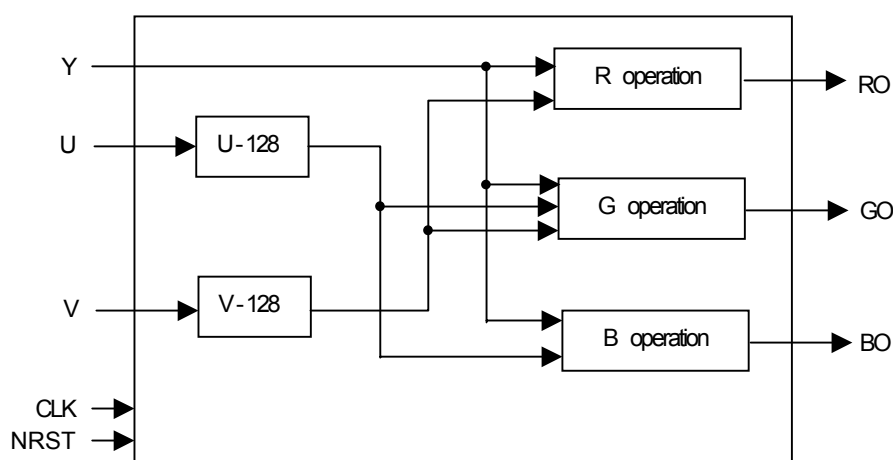 Y
R operation
RO
U
U-128
G operation
GO
V
V-128
B operation
BO
CLK
NRST